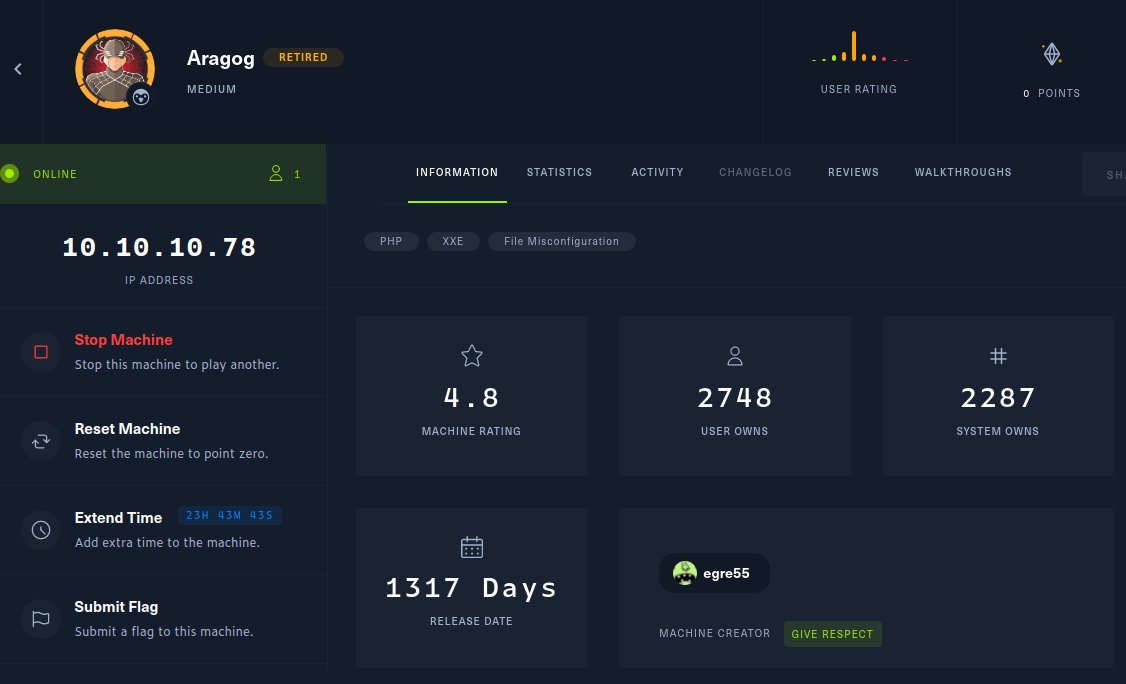 Aragog RETIRED
MEDIUM
USER RATING
0 POINTS
ONLINE 1
INFORMATION STATISTICS ACTIVITY CHANGELOG REVIEWS WALKTHROUGHS
PHP XXE File Misconfiguration
10.10.10.78
IP ADDRESS
Stop Machine
Stop this machine to play another.
Reset Machine
Reset the machine to point zero.
Extend Time 23H 43M 43S
Add extra time to the machine.
Submit Flag
Submit a flag to this machine.
4.8
MACHINE RATING
2748
USER OWNS
2287
SYSTEM OWNS
1317 Days
RELEASE DATE
egre55
MACHINE CREATOR GIVE RESPECT